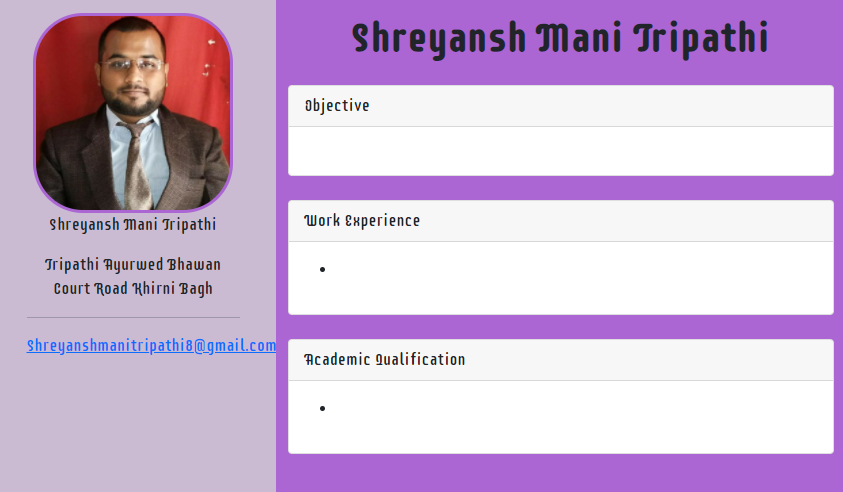 Shreyansh Mani Tripathi
Tripathi Ayurwed Bhawan
Court Road Khirni Bagh
Shreyanshmanitripathi8@gmail.com
Shreyansh Mani Tripathi
Objective
Work Experience
Academic Qualification